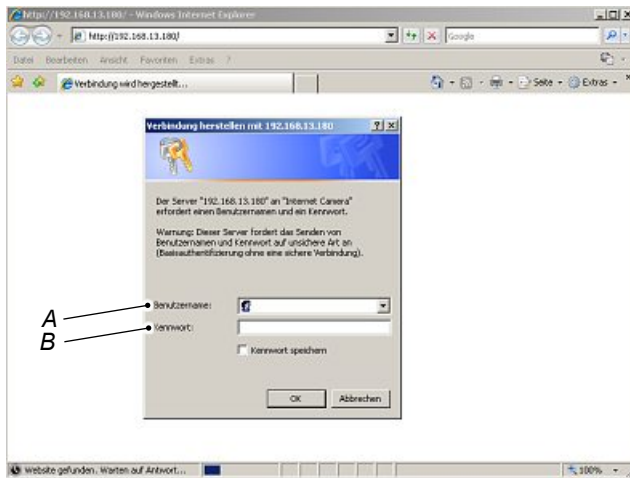 http://192.168.13.180/ - Windows Internet Explorer
http://192.168.13.180/
Google
Datei Bearbeiten Ansicht Favoriten Extras ?
Verbindung wird hergestellt...
Seite
Extras
Verbindung herstellen mit 192.168.13.180
Der Server "192.168.13.180" an "Internet Camera"
erfordert einen Benutzernamen und ein Kennwort.
Warnung: Dieser Server fordert das Senden von
Benutzernamen und Kennwort auf unsichere Art an
(Basisauthentifizierung ohne eine sichere Verbindung).
A
Benutzername:
B
Kennwort:
Kennwort speichern
OK
Abbrechen
Website gefunden. Warten auf Antwort...
100%